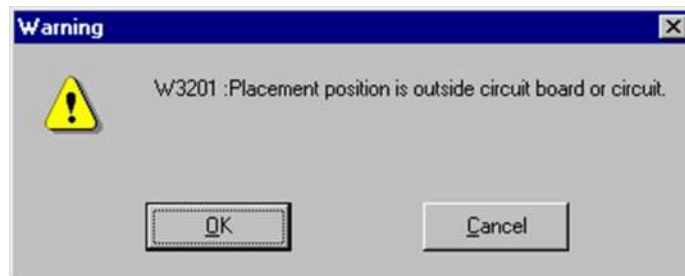 Warning
W3201 :Placement position is outside circuit board or circuit.
OK
Cancel